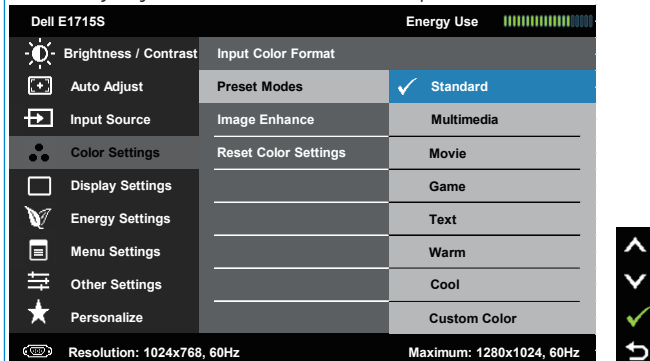 Dell E1715S Energy Use
Brightness / Contrast Input Color Format
Auto Adjust Preset Modes Standard
Input Source Image Enhance Multimedia
Color Settings Reset Color Settings Movie
Display Settings Game
Energy Settings Text
Menu Settings Warm
Other Settings Cool
Personalize Custom Color
Resolution: 1024x768, 60Hz Maximum: 1280x1024, 60Hz